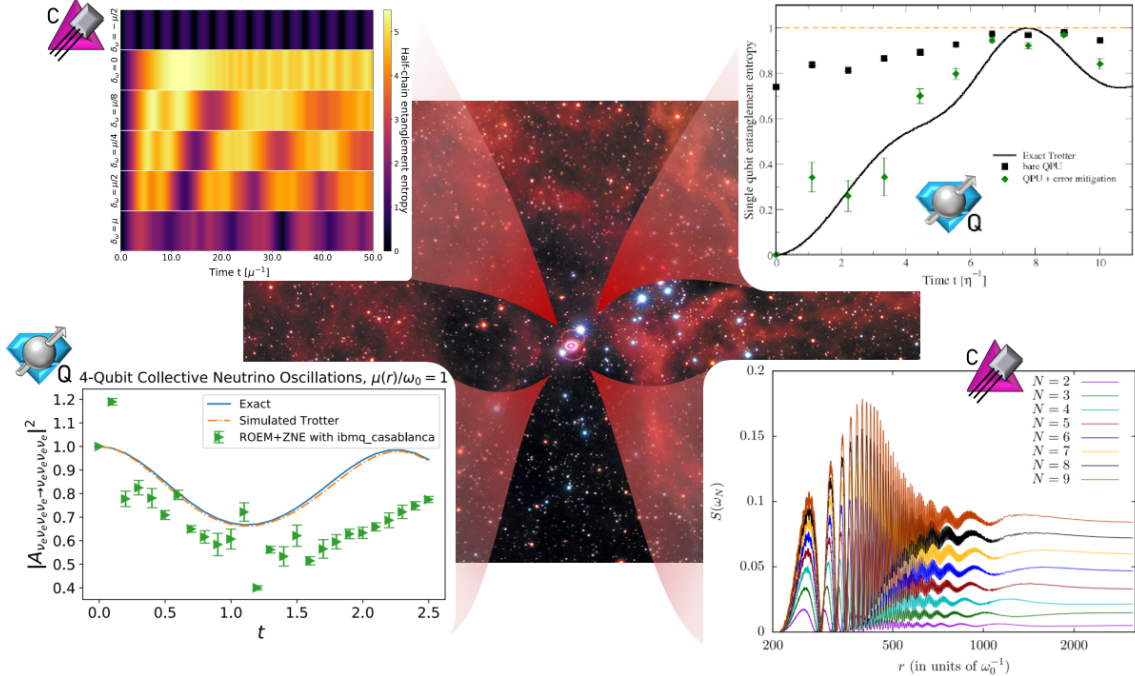 C
δω = −μ/2
δω = 0
δω = μ/8
δω = μ/4
δω = μ/2
δω = μ
0.0 10.0 20.0 30.0 40.0 50.0
Time t [μ⁻¹]
5
4
3
2
1
0
Half-chain entanglement entropy
Single qubit entanglement entropy
1
0.8
0.6
0.4
0.2
0
Exact Trotter
bare QPU
QPU + error mitigation
Q
0 2 4 6 8 10
Time t [η⁻¹]
Q
4-Qubit Collective Neutrino Oscillations, μ(r)/ω₀ = 1
|A_{νeνeνeνe→νeνeνeνe}|²
1.2
1.0
0.9
0.8
0.7
0.6
0.5
0.4
Exact
Simulated Trotter
ROEM+ZNE with ibmq_casablanca
0.0 0.5 1.0 1.5 2.0 2.5
t
C
S(ω_N)
0.2
0.15
0.1
0.05
0
N = 2
N = 3
N = 4
N = 5
N = 6
N = 7
N = 8
N = 9
200 500 1000 2000
r (in units of ω₀⁻¹)